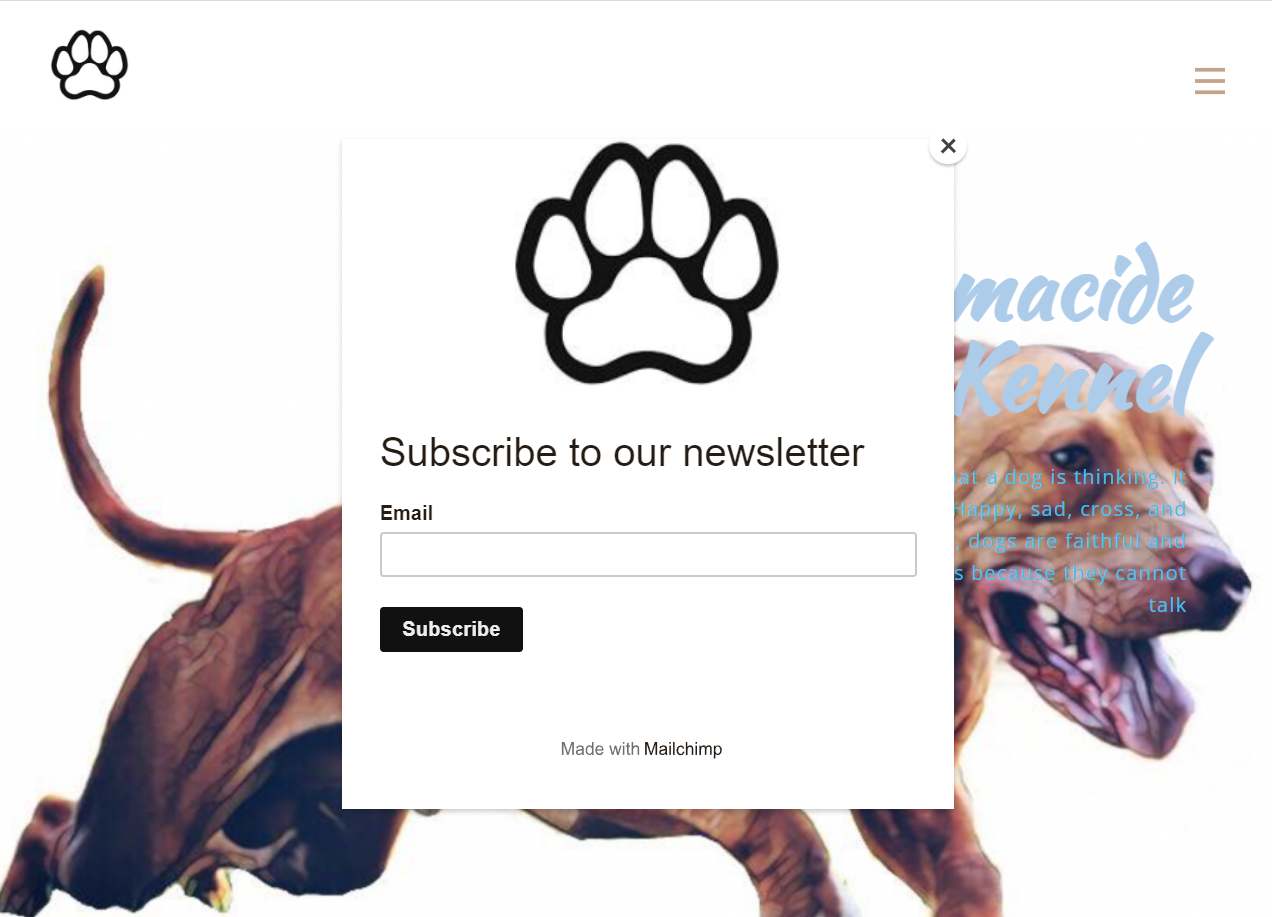 macide
Kennel
Subscribe to our newsletter
Email
Subscribe
Made with Mailchimp
a dog is thinking. It
Happy, sad, cross, and
, dogs are faithful and
because they cannot
talk